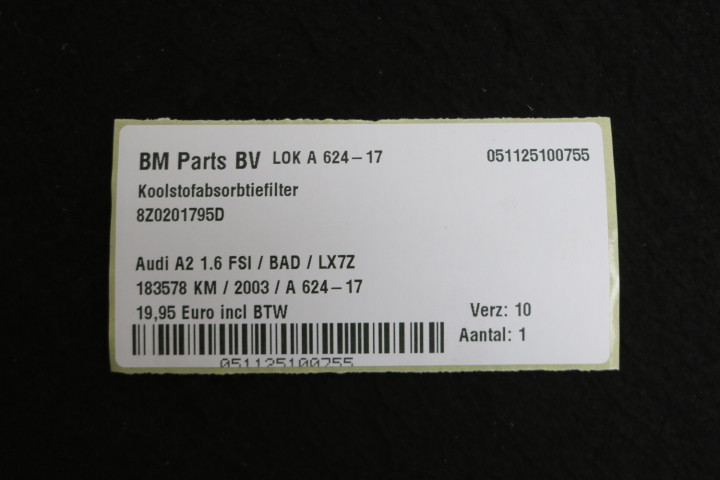 BM Parts BV LOK A 624-17 051125100755
Koolstofabsorbtiefilter
8Z0201795D
Audi A2 1.6 FSI / BAD / LX7Z
183578 KM / 2003 / A 624-17
19,95 Euro incl BTW Verz: 10
Aantal: 1
051125100755